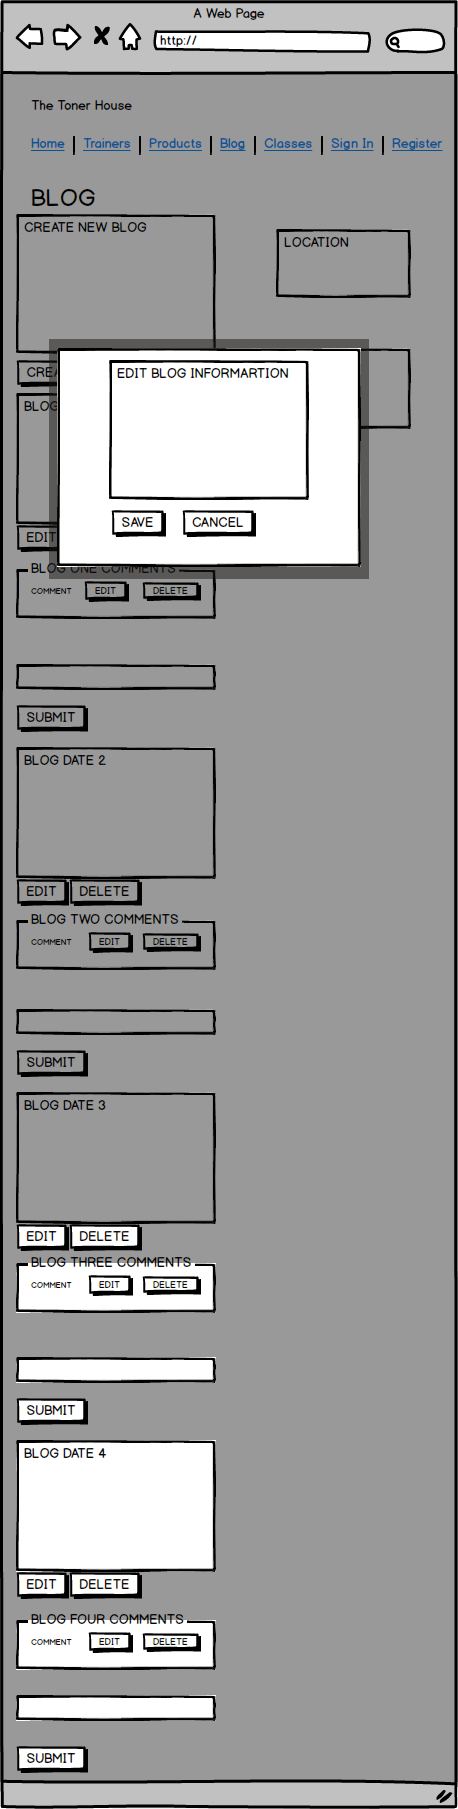 A Web Page
http://
The Toner House
Home Trainers Products Blog Classes Sign In Register
BLOG
CREATE NEW BLOG
LOCATION
CREA
BLOG
EDIT BLOG INFORMARTION
SAVE CANCEL
EDIT
BLOG ONE COMMENTS
COMMENT EDIT DELETE
SUBMIT
BLOG DATE 2
EDIT DELETE
BLOG TWO COMMENTS
COMMENT EDIT DELETE
SUBMIT
BLOG DATE 3
EDIT DELETE
BLOG THREE COMMENTS
COMMENT EDIT DELETE
SUBMIT
BLOG DATE 4
EDIT DELETE
BLOG FOUR COMMENTS
COMMENT EDIT DELETE
SUBMIT